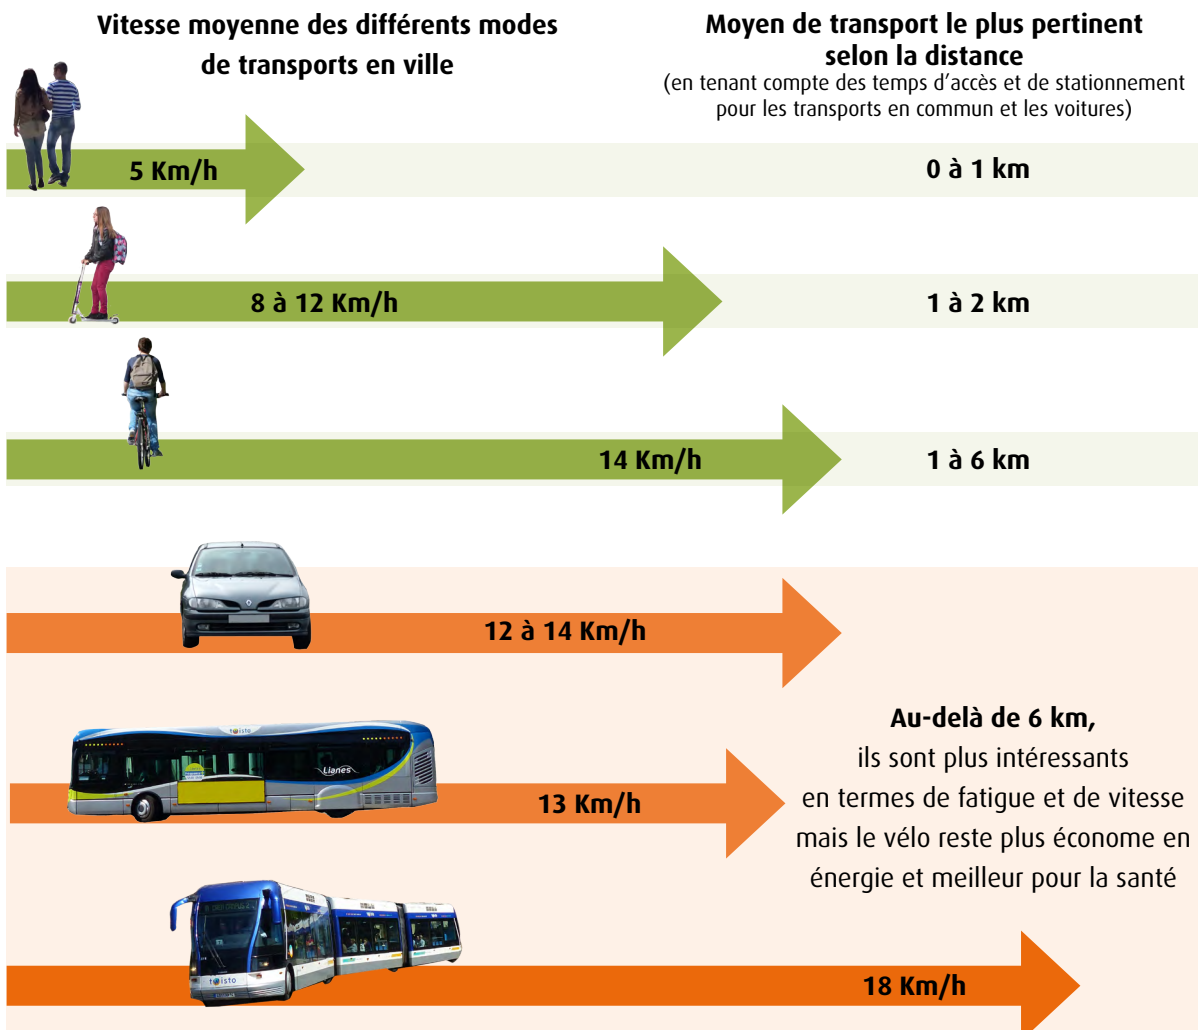 Vitesse moyenne des différents modes
de transports en ville
Moyen de transport le plus pertinent
selon la distance
(en tenant compte des temps d’accès et de stationnement
pour les transports en commun et les voitures)
5 Km/h
0 à 1 km
8 à 12 Km/h
1 à 2 km
14 Km/h
1 à 6 km
12 à 14 Km/h
twisto
Lianes
13 Km/h
Au-delà de 6 km,
ils sont plus intéressants
en termes de fatigue et de vitesse
mais le vélo reste plus économe en
énergie et meilleur pour la santé
twisto
18 Km/h